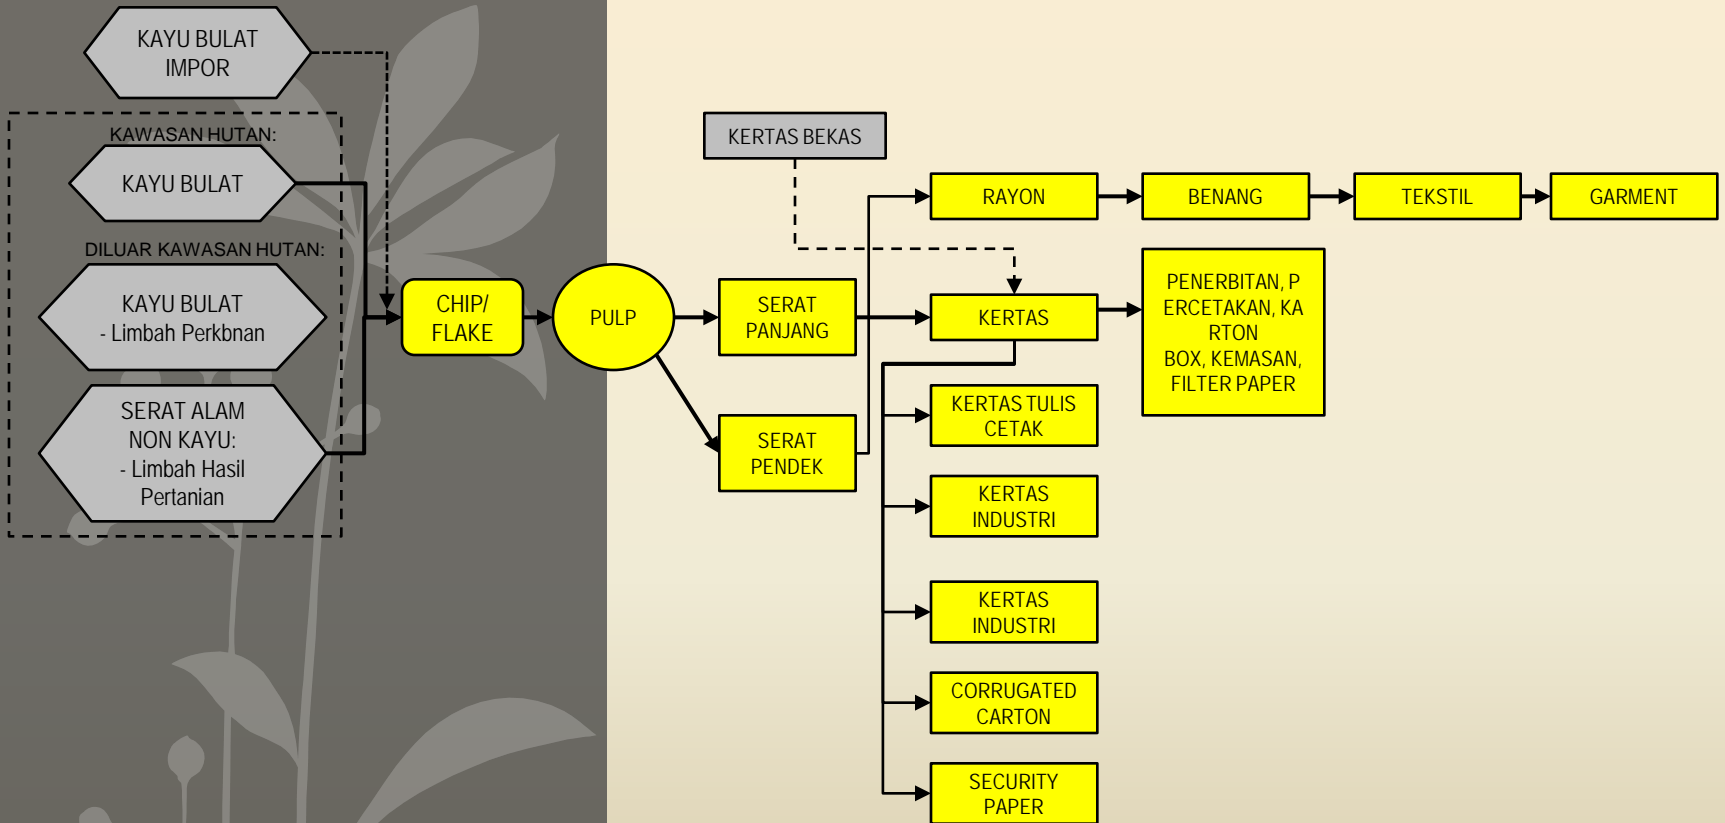 KAYU BULAT
IMPOR
KAWASAN HUTAN:
KAYU BULAT
DILUAR KAWASAN HUTAN:
KAYU BULAT
- Limbah Perkbnan
SERAT ALAM
NON KAYU:
- Limbah Hasil
Pertanian
CHIP/
FLAKE
PULP
SERAT
PANJANG
SERAT
PENDEK
KERTAS BEKAS
RAYON
BENANG
TEKSTIL
GARMENT
KERTAS
PENERBITAN, P
ERCETAKAN, KA
RTON
BOX, KEMASAN,
FILTER PAPER
KERTAS TULIS
CETAK
KERTAS
INDUSTRI
KERTAS
INDUSTRI
CORRUGATED
CARTON
SECURITY
PAPER